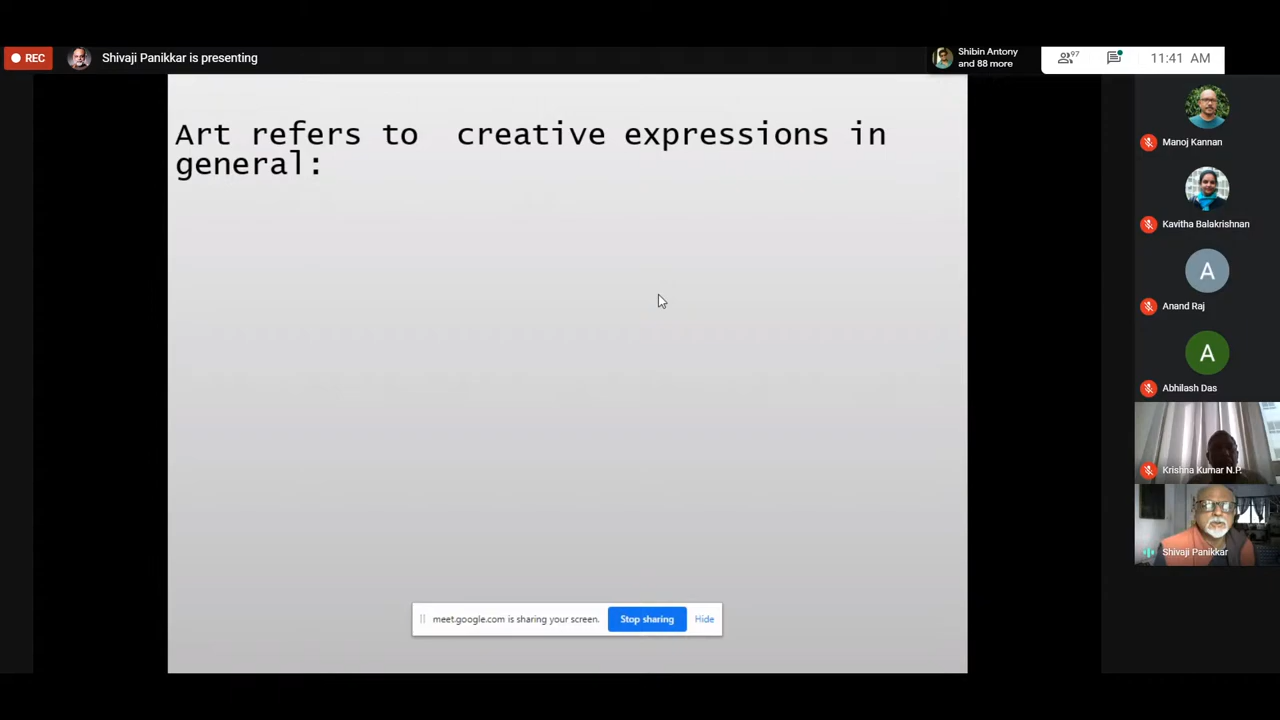 REC
Shivaji Panikkar is presenting
Shibin Antony
and 88 more
97
11:41 AM
Art refers to  creative expressions in
general:
Manoj Kannan
Kavitha Balakrishnan
A
Anand Raj
A
Abhilash Das
Krishna Kumar N.P.
Shivaji Panikkar
meet.google.com is sharing your screen.
Stop sharing
Hide